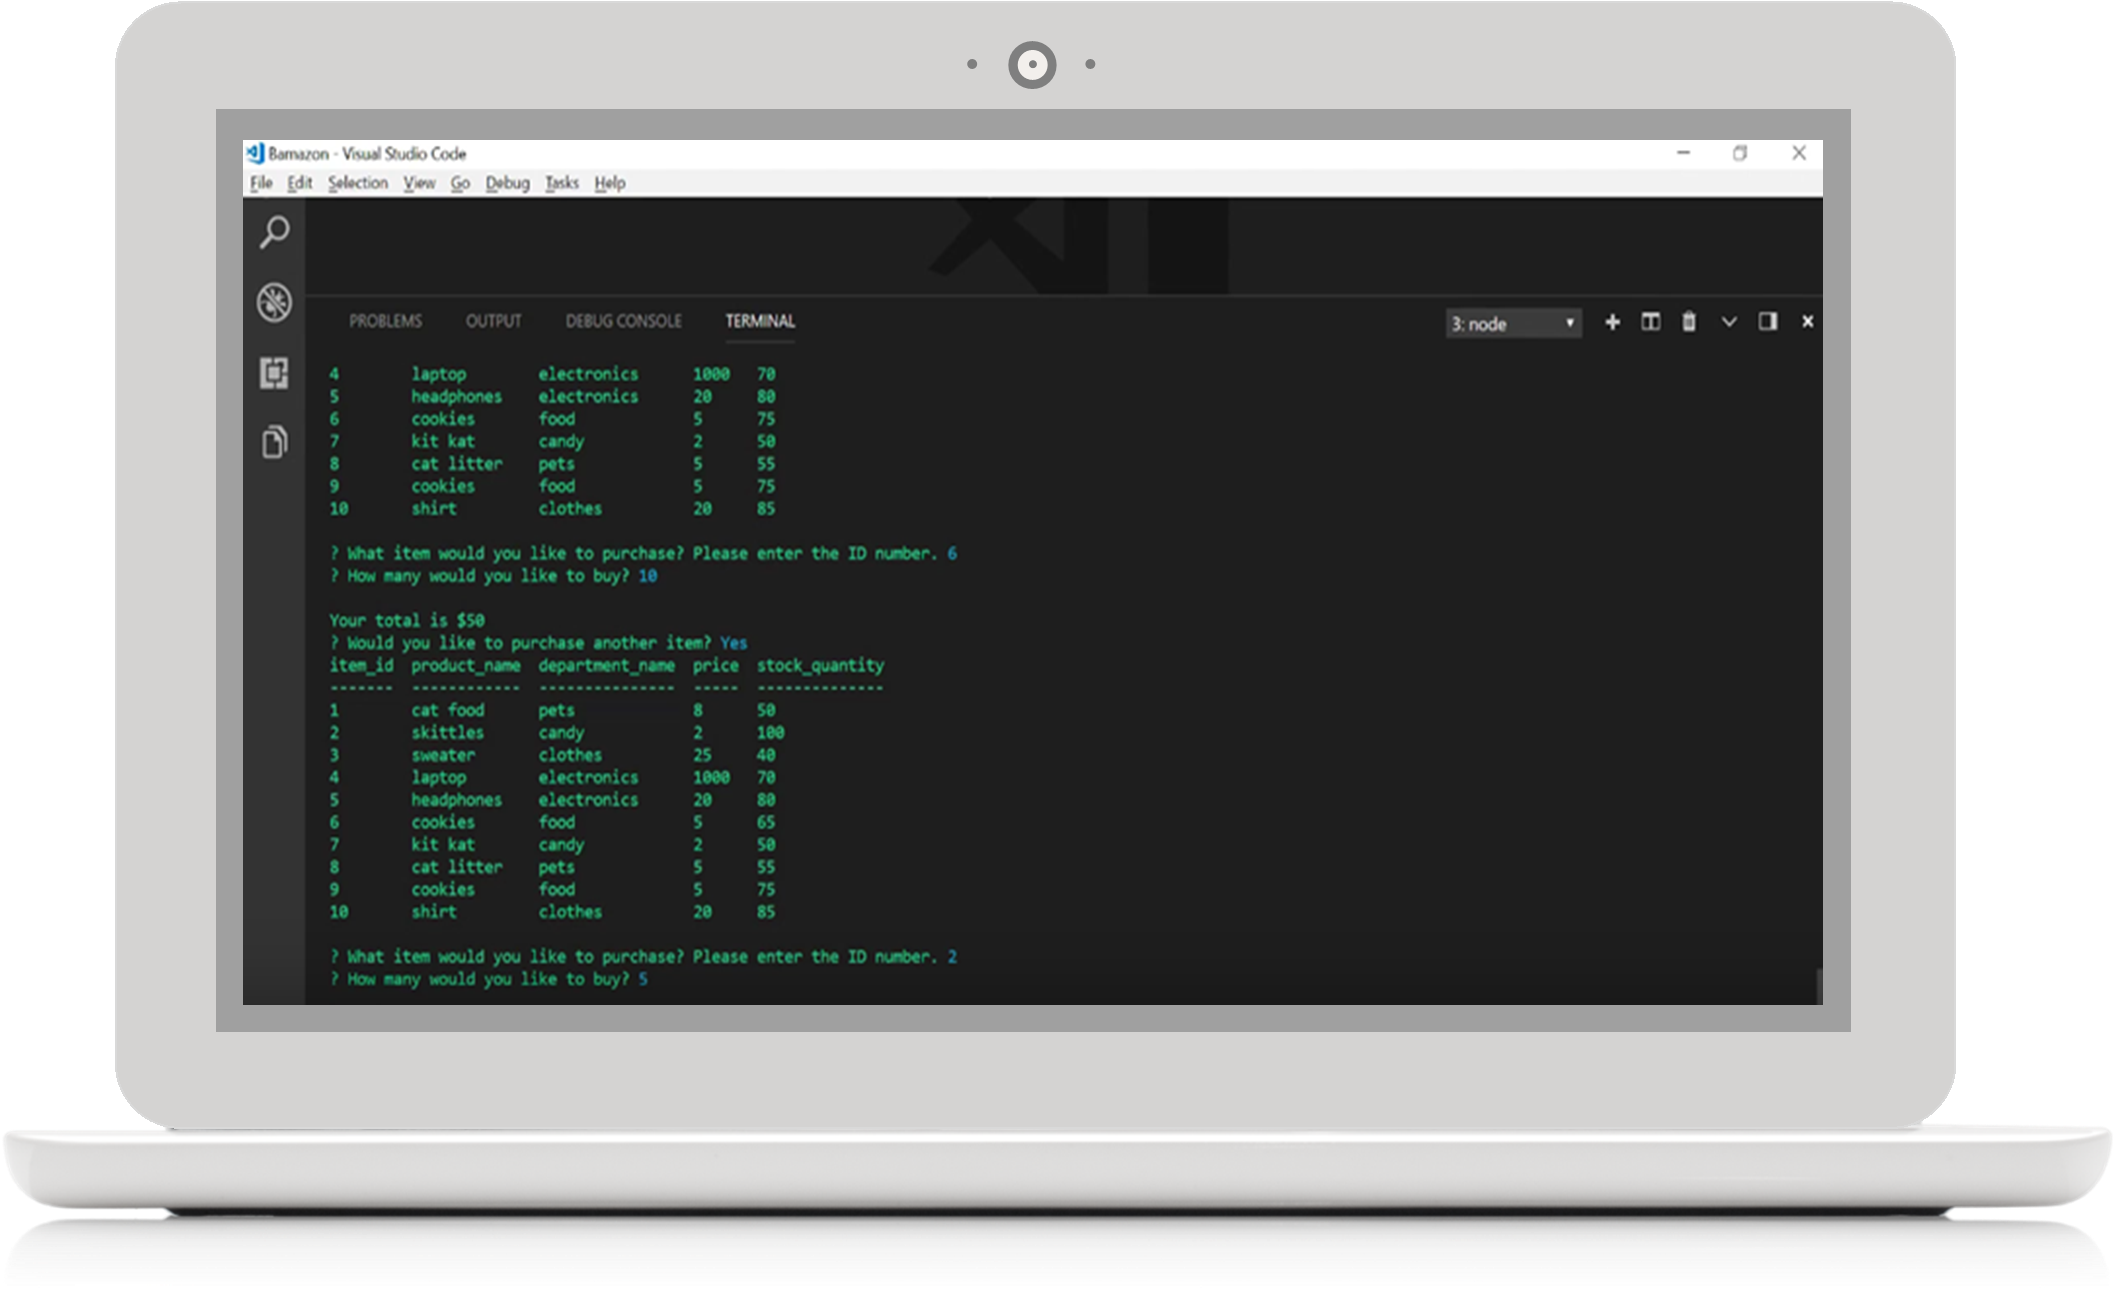 Bamazon - Visual Studio Code
File Edit Selection View Go Debug Tasks Help
PROBLEMS OUTPUT DEBUG CONSOLE TERMINAL 3: node
4 laptop electronics 1000 70
5 headphones electronics 20 80
6 cookies food 5 75
7 kit kat candy 2 50
8 cat litter pets 5 55
9 cookies food 5 75
10 shirt clothes 20 85
? What item would you like to purchase? Please enter the ID number. 6
? How many would you like to buy? 10
Your total is $50
? Would you like to purchase another item? Yes
item_id product_name department_name price stock_quantity
------- ------------ --------------- ----- --------------
1 cat food pets 8 50
2 skittles candy 2 100
3 sweater clothes 25 40
4 laptop electronics 1000 70
5 headphones electronics 20 80
6 cookies food 5 65
7 kit kat candy 2 50
8 cat litter pets 5 55
9 cookies food 5 75
10 shirt clothes 20 85
? What item would you like to purchase? Please enter the ID number. 2
? How many would you like to buy? 5